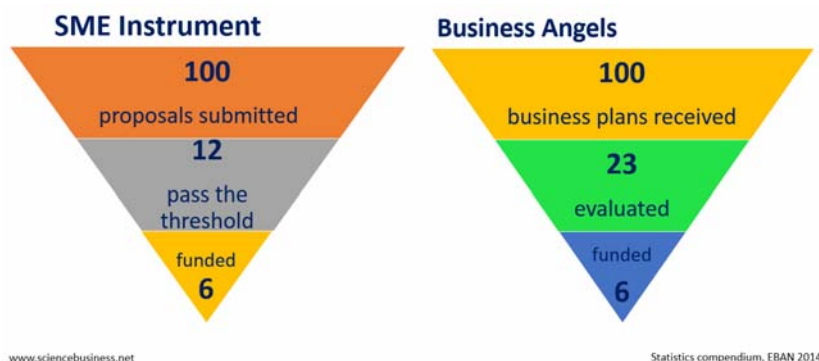 SME Instrument
100
proposals submitted
12
pass the
threshold
funded
6
Business Angels
100
business plans received
23
evaluated
funded
6
www.sciencebusiness.net
Statistics compendium, EBAN 2014